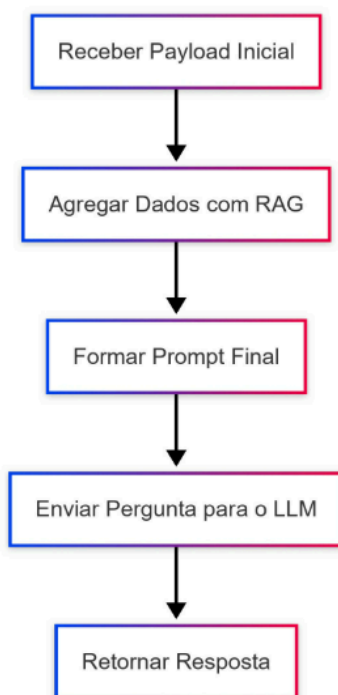 Receber Payload Inicial
Agregar Dados com RAG
Formar Prompt Final
Enviar Pergunta para o LLM
Retornar Resposta